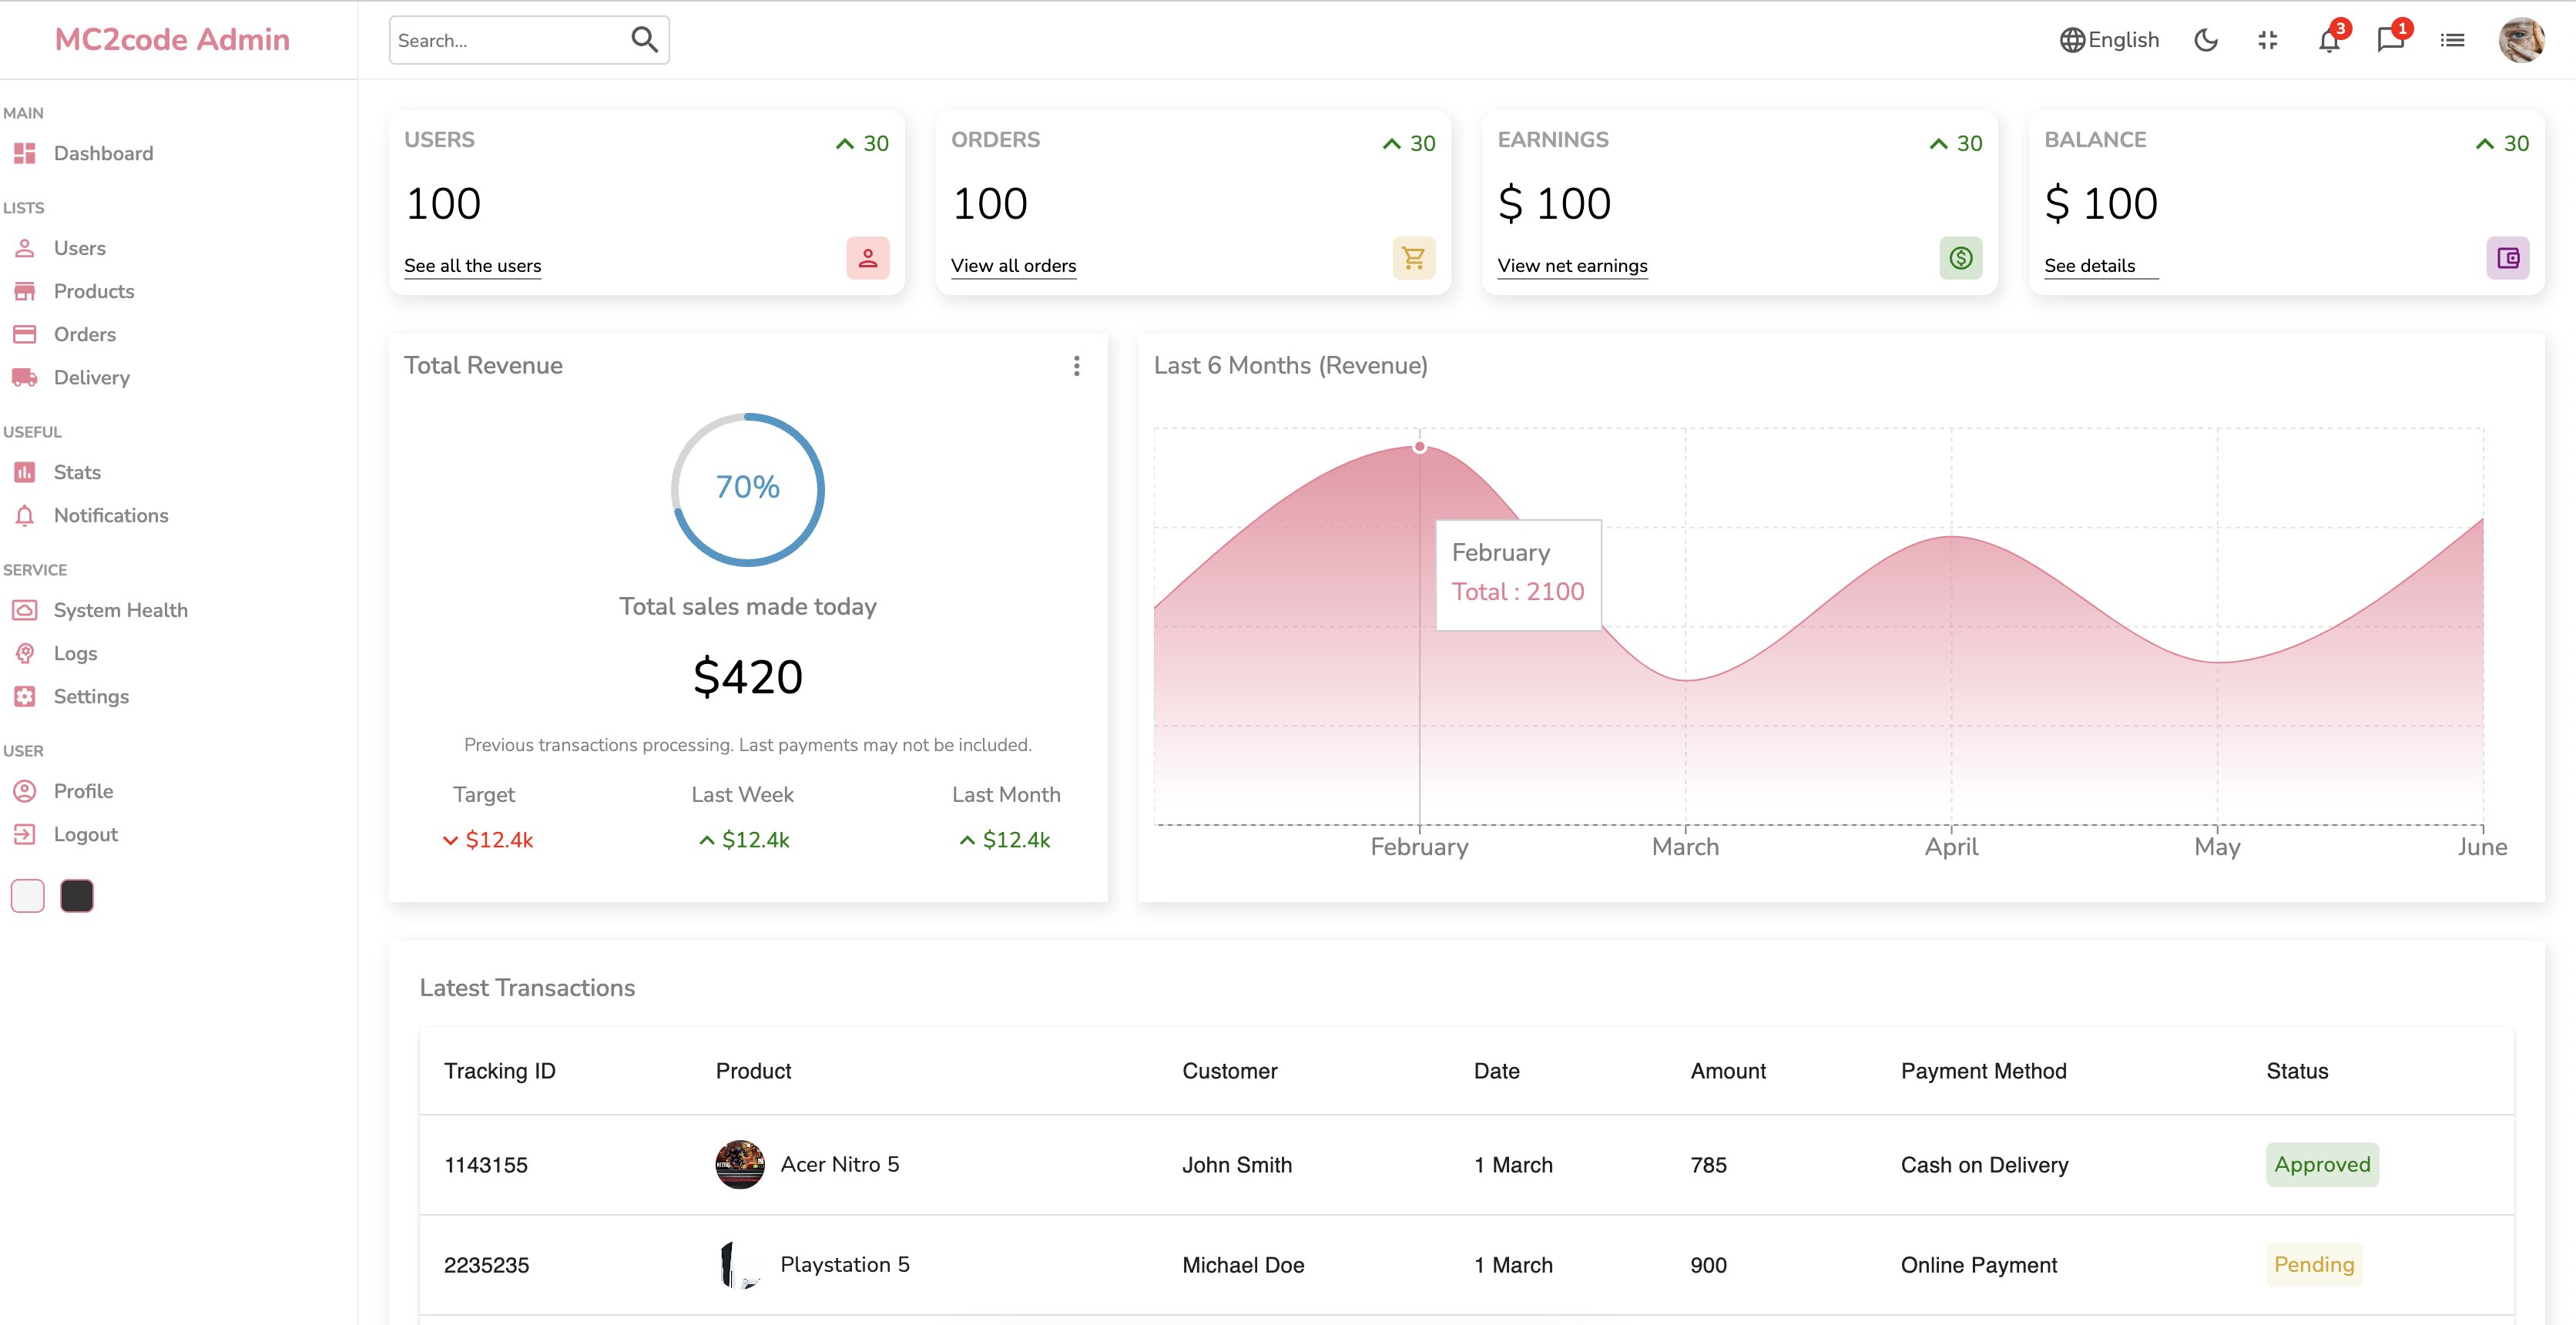 MC2code Admin
Search...
English
3
1
MAIN
Dashboard
LISTS
Users
Products
Orders
Delivery
USEFUL
Stats
Notifications
SERVICE
System Health
Logs
Settings
USER
Profile
Logout
USERS 30
100
See all the users
ORDERS 30
100
View all orders
EARNINGS 30
$ 100
View net earnings
BALANCE 30
$ 100
See details
Total Revenue
70%
Total sales made today
$420
Previous transactions processing. Last payments may not be included.
Target Last Week Last Month
$12.4k $12.4k $12.4k
Last 6 Months (Revenue)
February
Total : 2100
February March April May June
Latest Transactions
Tracking ID Product Customer Date Amount Payment Method Status
1143155 Acer Nitro 5 John Smith 1 March 785 Cash on Delivery Approved
2235235 Playstation 5 Michael Doe 1 March 900 Online Payment Pending